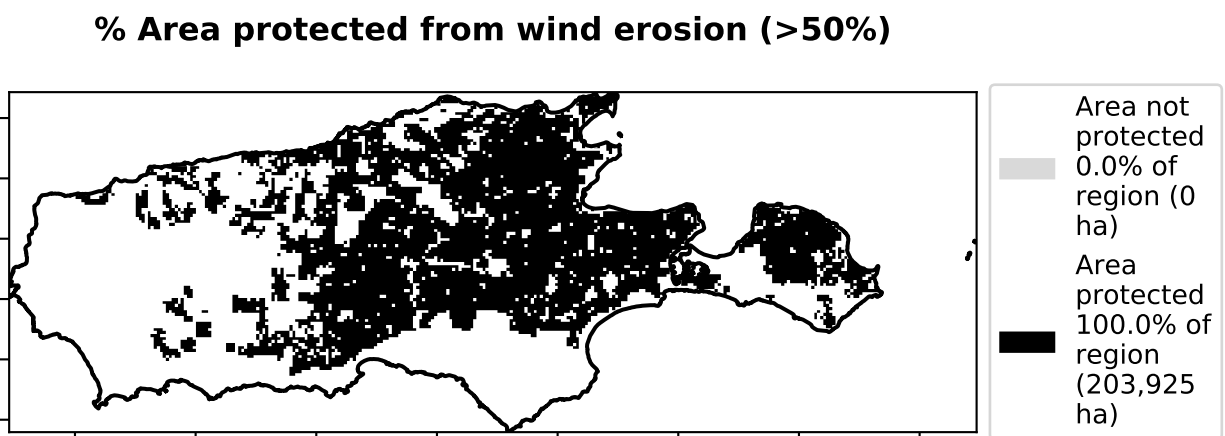 % Area protected from wind erosion (>50%)
Area not
protected
0.0% of
region (0
ha)
Area
protected
100.0% of
region
(203,925
ha)